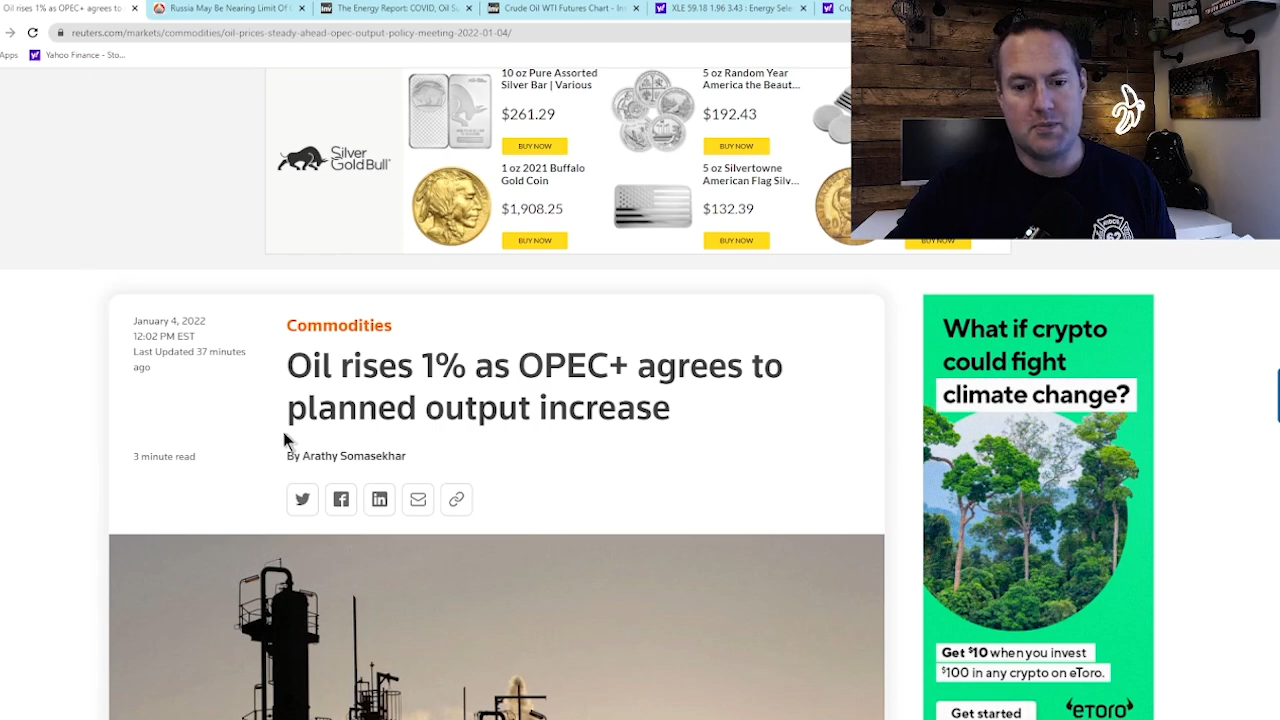 Oil rises 1% as OPEC+ agrees to
Russia May Be Nearing Limit Of
The Energy Report: COVID, Oil Su
Crude Oil WTI Futures Chart - Inv
XLE 59.18 1.96 3.43 : Energy Sele
reuters.com/markets/commodities/oil-prices-steady-ahead-opec-output-policy-meeting-2022-01-04/
Apps
Yahoo Finance - Sto...
Silver
Gold Bull
10 oz Pure Assorted
Silver Bar | Various
$261.29
BUY NOW
5 oz Random Year
America the Beaut...
$192.43
BUY NOW
1 oz 2021 Buffalo
Gold Coin
$1,908.25
BUY NOW
5 oz Silvertowne
American Flag Silv...
$132.39
BUY NOW
BUY NOW
January 4, 2022
12:02 PM EST
Last Updated 37 minutes
ago
3 minute read
Commodities
Oil rises 1% as OPEC+ agrees to
planned output increase
By Arathy Somasekhar
What if crypto
could fight
climate change?
Get $10 when you invest
$100 in any crypto on eToro.
Get started
eToro